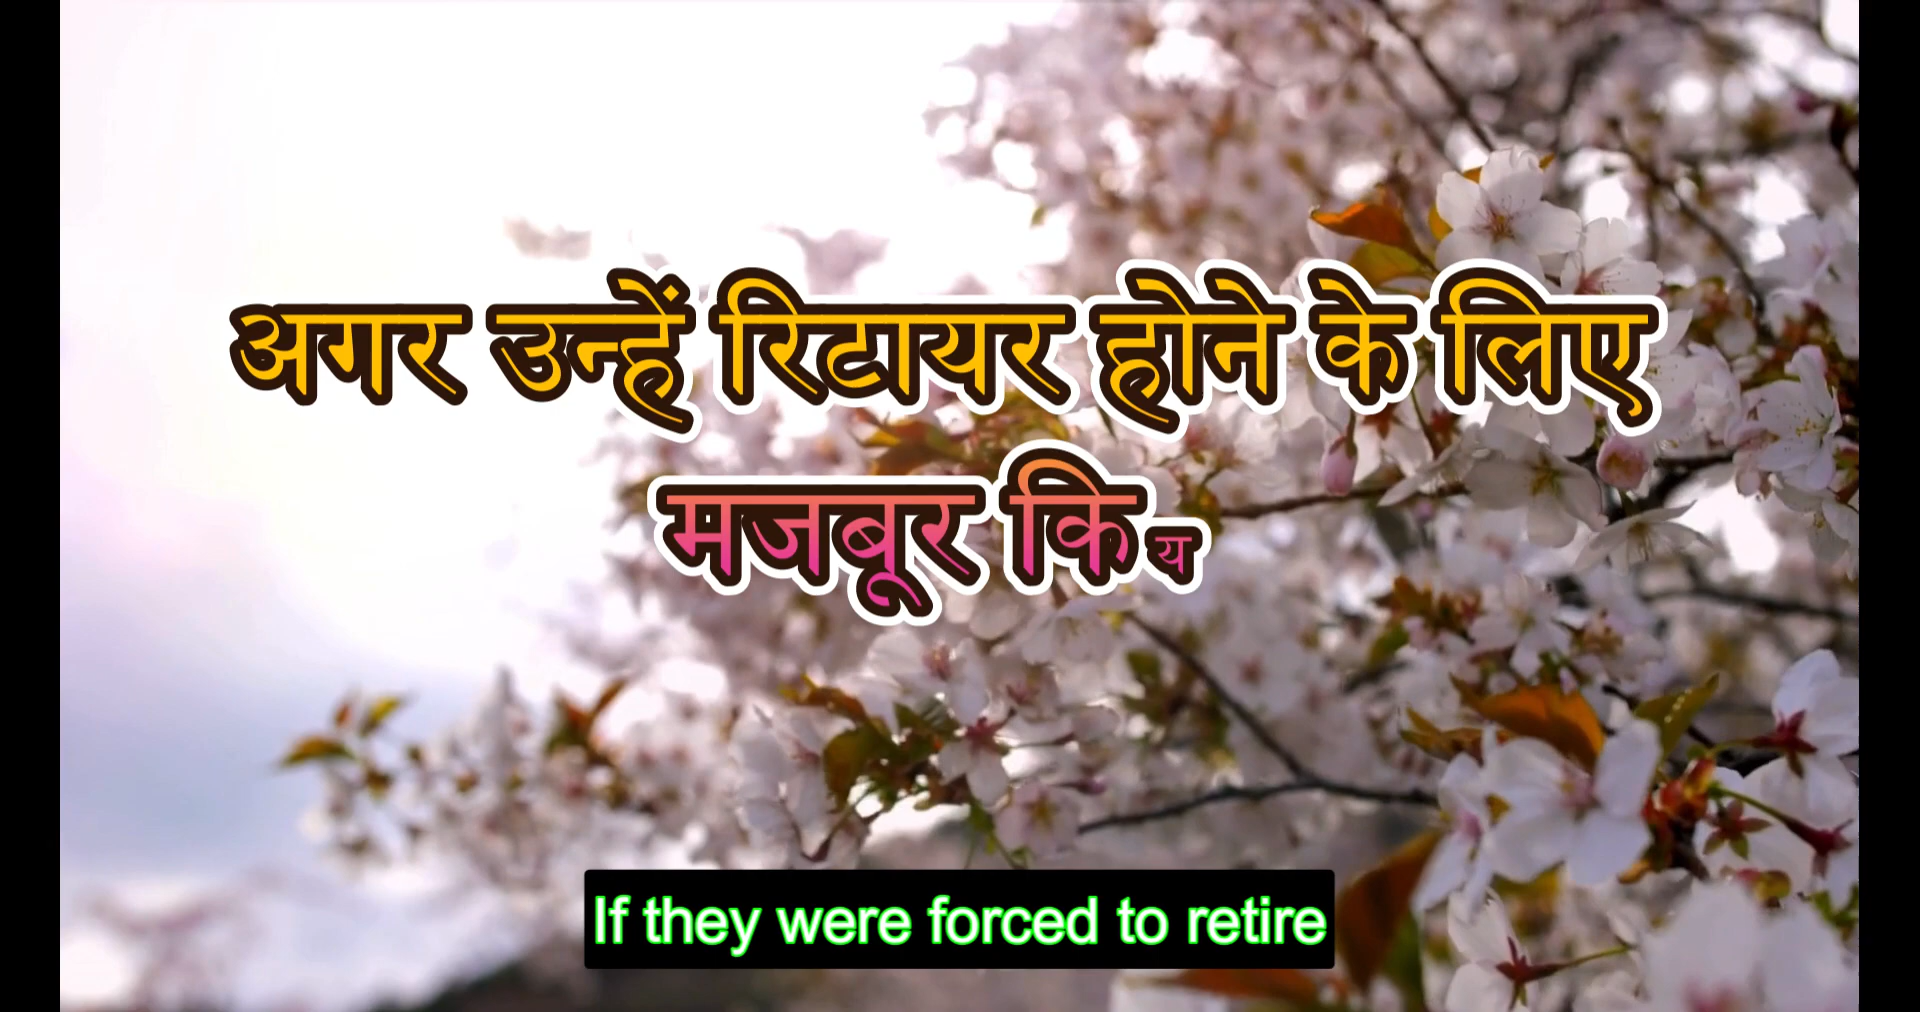 अगर उन्हें रिटायर होने के लिए
मजबूर किय
If they were forced to retire